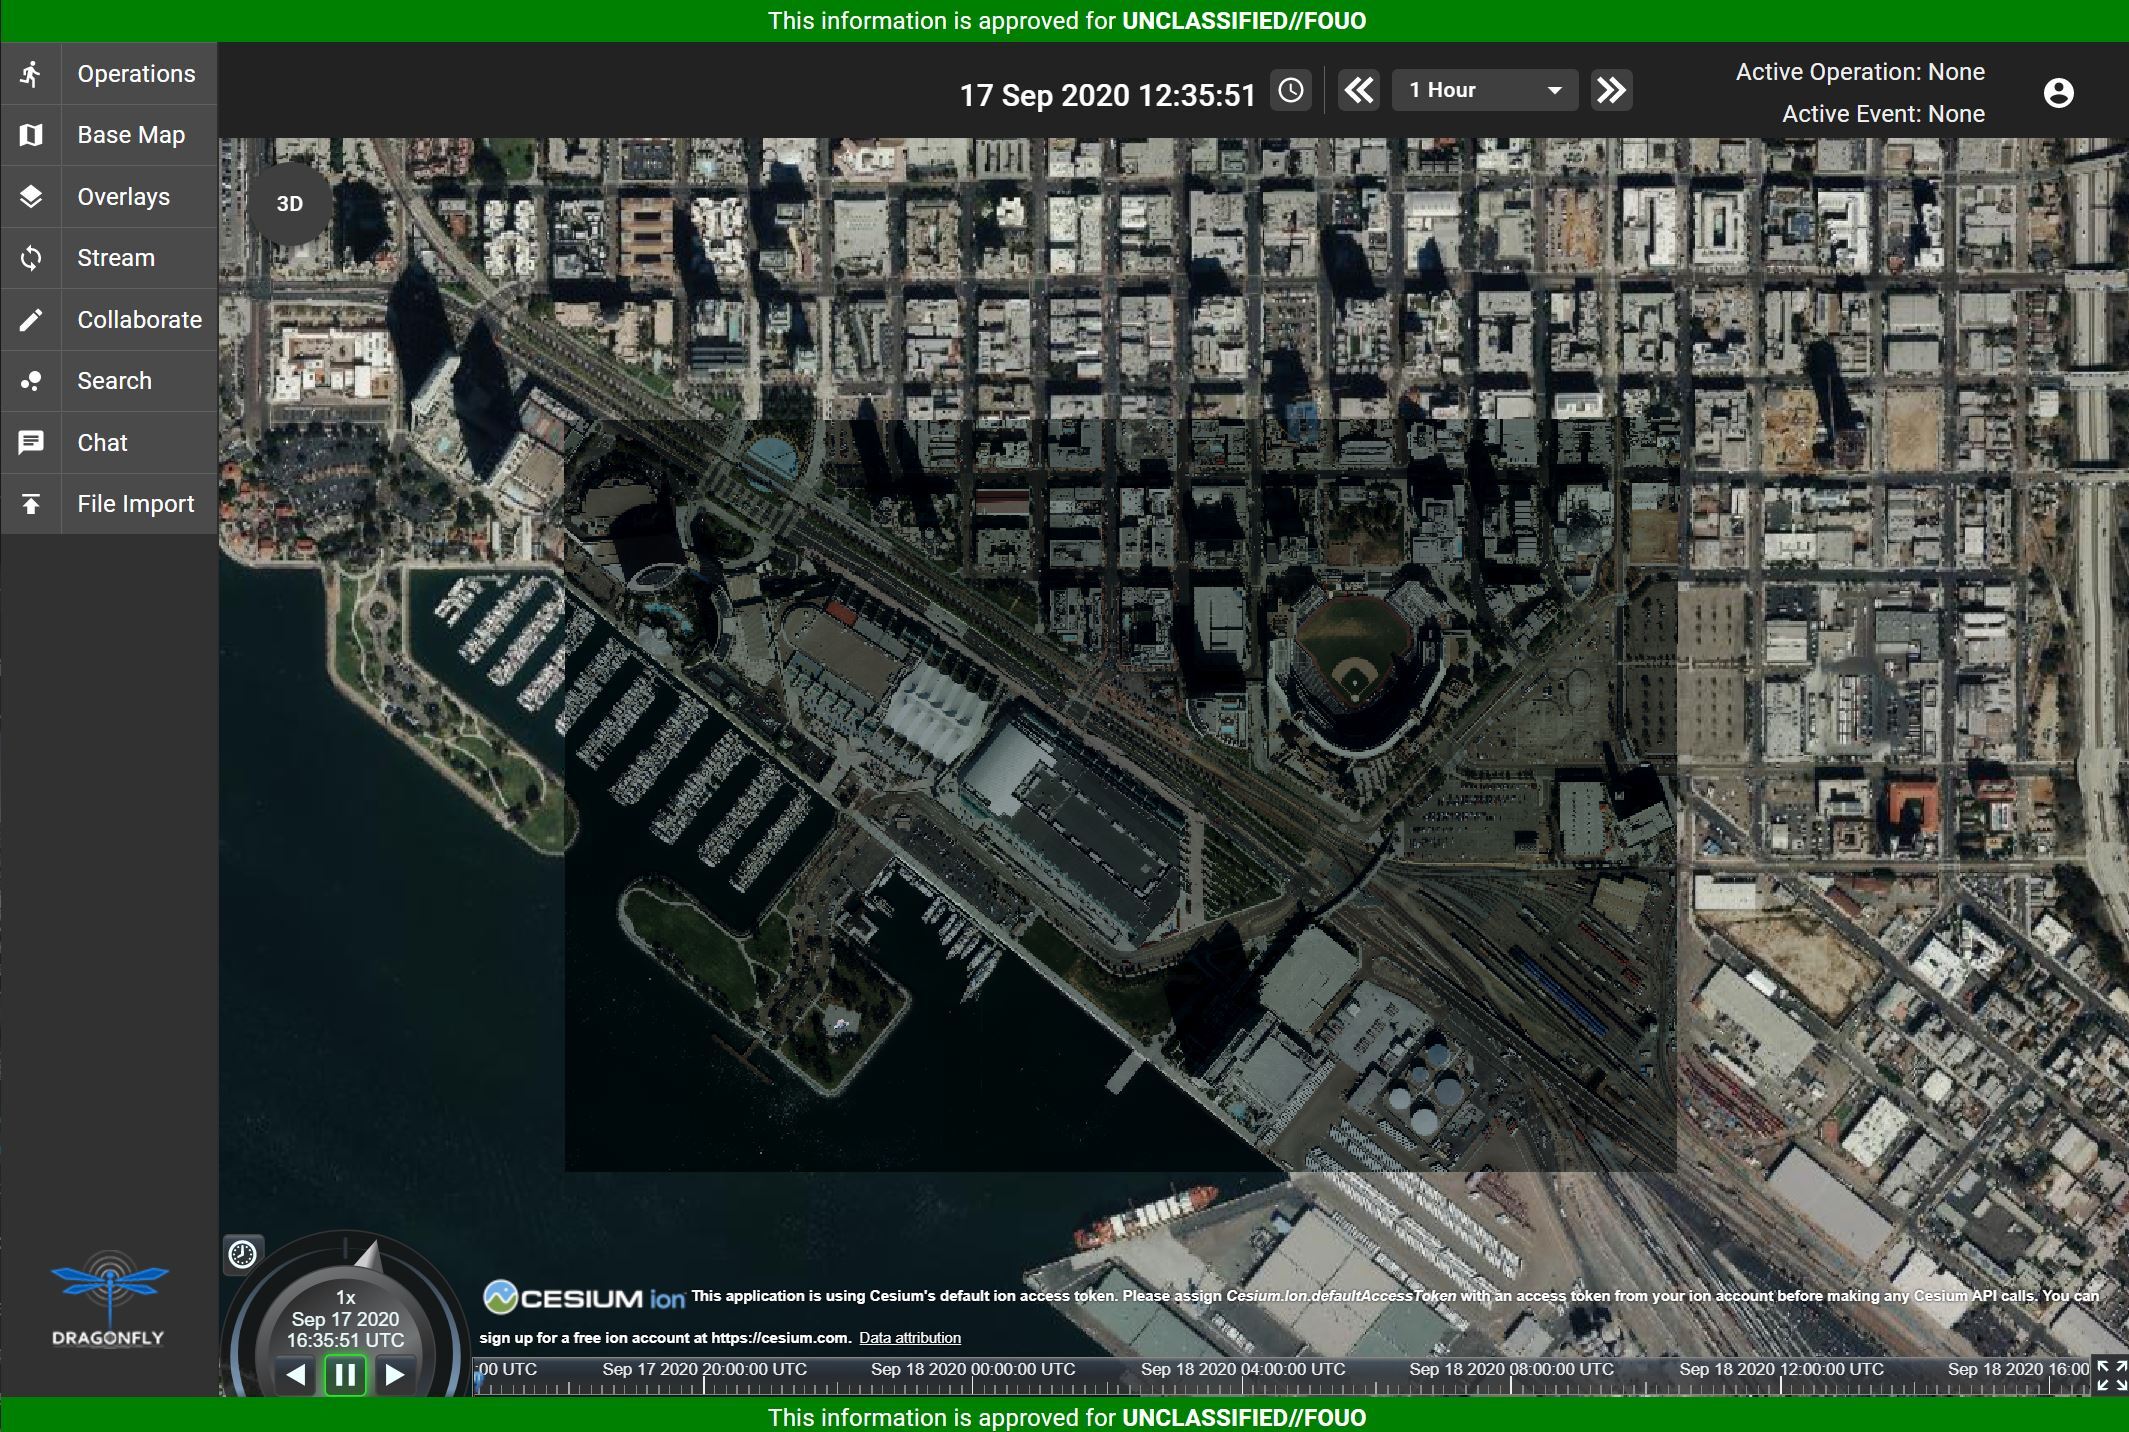 This information is approved for UNCLASSIFIED//FOUO
Operations
Base Map
Overlays
Stream
Collaborate
Search
Chat
File Import
3D
17 Sep 2020 12:35:51
1 Hour
Active Operation: None
Active Event: None
DRAGONFLY
1x
Sep 17 2020
16:35:51 UTC
CESIUM ion This application is using Cesium's default ion access token. Please assign Cesium.Ion.defaultAccessToken with an access token from your ion account before making any Cesium API calls. You can
sign up for a free ion account at https://cesium.com. Data attribution
:00 UTC Sep 17 2020 20:00:00 UTC Sep 18 2020 00:00:00 UTC Sep 18 2020 04:00:00 UTC Sep 18 2020 08:00:00 UTC Sep 18 2020 12:00:00 UTC Sep 18 2020 16:00
This information is approved for UNCLASSIFIED//FOUO